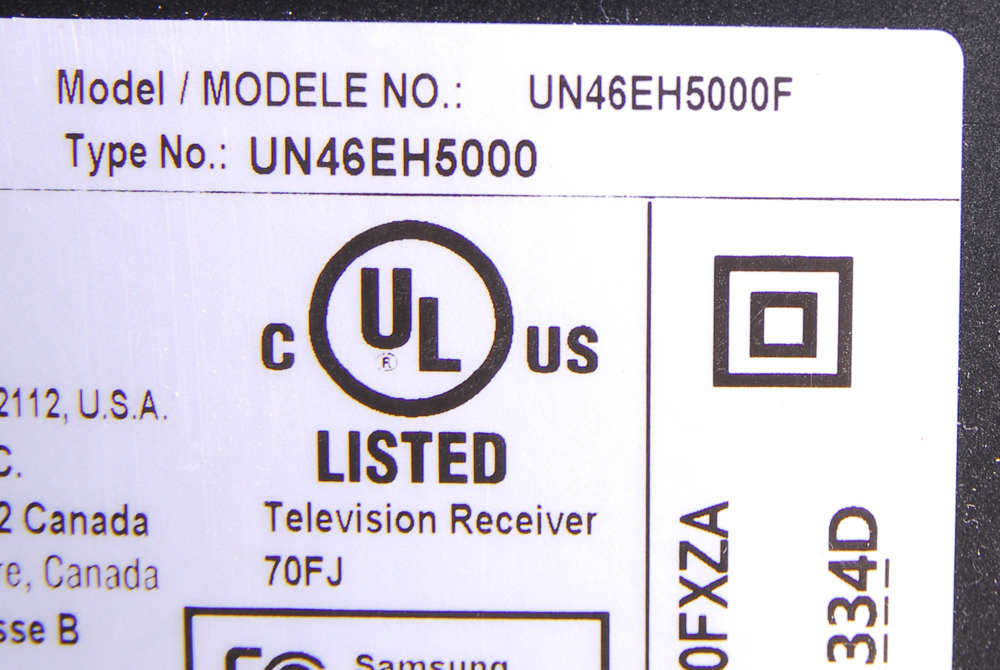 Model / MODELE NO.: UN46EH5000F
Type No.: UN46EH5000
C UL ® US
LISTED
Television Receiver
70FJ
2112, U.S.A.
C.
2 Canada
re, Canada
sse B
FC Samsung
0FXZA
334D